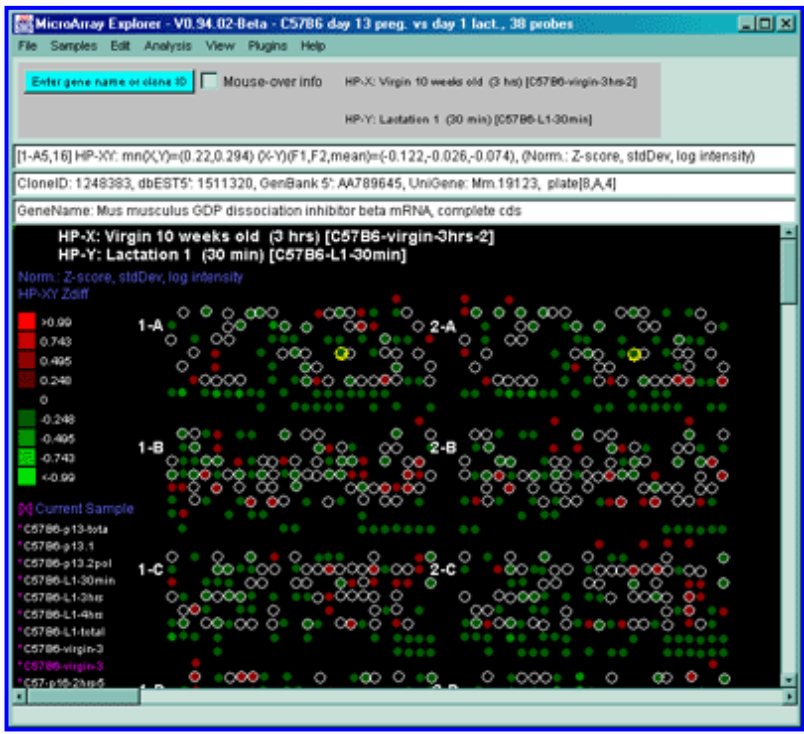 MicroArray Explorer - V0.94.02-Beta - C57B6 day 13 preg. vs day 1 lact., 38 probes
File Samples Edit Analysis View Plugins Help
Enter gene name or clone ID Mouse-over info HP-X: Virgin 10 weeks old (3 hrs) [C57B6-virgin-3hrs-2]
HP-Y: Lactation 1 (30 min) [C57B6-L1-30min]
[1-A5,16] HP-XY: mn(X,Y)=(0.22,0.294) (X-Y)(F1,F2,mean)=(-0.122,-0.026,-0.074), (Norm.: Z-score, stdDev, log intensity)
CloneID: 1248383, dbEST5': 1511320, GenBank 5': AA789645, UniGene: Mm.19123, plate[8,A,4]
GeneName: Mus musculus GDP dissociation inhibitor beta mRNA, complete cds
HP-X: Virgin 10 weeks old (3 hrs) [C57B6-virgin-3hrs-2]
HP-Y: Lactation 1 (30 min) [C57B6-L1-30min]
Norm.: Z-score, stdDev, log intensity
HP-XY Zdiff
>0.99
1-A 2-A
0.743
0.495
0.248
0
-0.248
-0.495
1-B 2-B
-0.743
<-0.99
[X] Current Sample
*C57B6-p13-tota
*C57B6-p13.1
*C57B6-p13.2pol
1-C 2-C
*C57B6-L1-30min
*C57B6-L1-3hrs
*C57B6-L1-4hrs
*C57B6-L1-total
*C57B6-virgin-3
*C57B6-virgin-3
*C57-p16-2hrs5
1-D 2-D